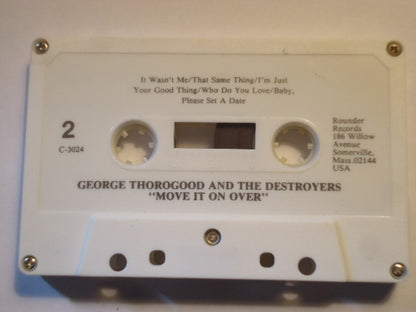 It Wasn't Me/That Same Thing/I'm Just
Your Good Thing/Who Do You Love/Baby,
Please Set A Date
2
C-3024
Rounder
Records
186 Willow
Avenue
Somerville,
Mass.02144
USA
GEORGE THOROGOOD AND THE DESTROYERS
"MOVE IT ON OVER"